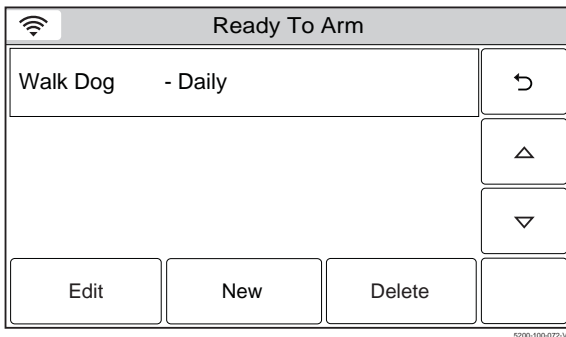 Ready To Arm
Walk Dog - Daily
Edit New Delete
5200-100-072-V